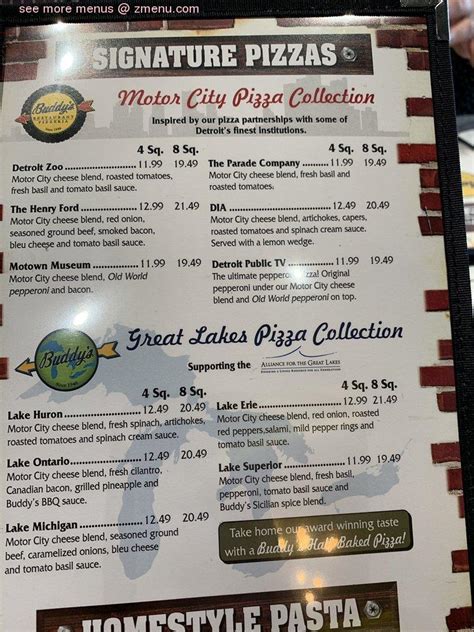 see more menus @ zmenu.com
SIGNATURE PIZZAS
Buddy's
RESTAURANT PIZZERIA
Motor City Pizza Collection
Inspired by our pizza partnerships with some of
Detroit's finest institutions.
4 Sq. 8 Sq.
Detroit Zoo 11.99 19.49
Motor City cheese blend, roasted tomatoes,
fresh basil and tomato basil sauce.
The Henry Ford 12.99 21.49
Motor City cheese blend, red onion,
seasoned ground beef, smoked bacon,
bleu cheese and tomato basil sauce.
Motown Museum 11.99 19.49
Motor City cheese blend, Old World
pepperoni and bacon.
4 Sq. 8 Sq.
The Parade Company 11.99 19.49
Motor City cheese blend, fresh basil and
roasted tomatoes.
DIA 12.49 20.49
Motor City cheese blend, artichokes, capers,
roasted tomatoes and spinach cream sauce.
Served with a lemon wedge.
Detroit Public TV 11.99 19.49
The ultimate pepperoni pizza! Original
pepperoni under our Motor City cheese
blend and Old World pepperoni on top.
Buddy's
Great Lakes Pizza Collection
Supporting the
ALLIANCE FOR THE GREAT LAKES
4 Sq. 8 Sq.
Lake Huron 12.49 20.49
Motor City cheese blend, fresh spinach, artichokes,
roasted tomatoes and spinach cream sauce.
Lake Ontario 12.49 20.49
Motor City cheese blend, fresh cilantro,
Canadian bacon, grilled pineapple and
Buddy's BBQ sauce.
Lake Michigan 12.49 20.49
Motor City cheese blend, seasoned ground
beef, caramelized onions, bleu cheese
and tomato basil sauce.
4 Sq. 8 Sq.
Lake Erie 12.49 20.49
Motor City cheese blend, red onion, roasted
red peppers,salami, mild pepper rings and
tomato basil sauce.
Lake Superior 11.99 19.49
Motor City cheese blend, fresh basil,
pepperoni, tomato basil sauce and
Buddy's Sicilian spice blend.
Take home our award winning taste
with a Buddy's Half Baked Pizza!
HOMESTYLE PASTA